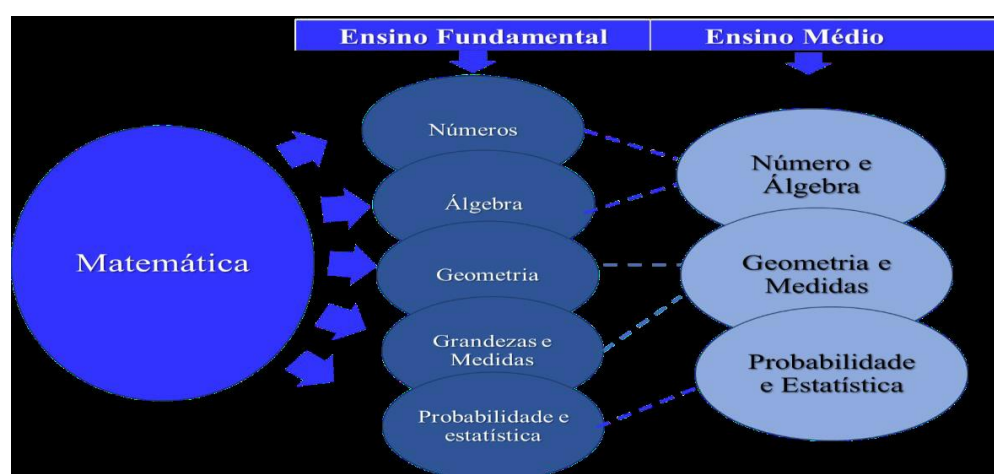 Ensino Fundamental
Ensino Médio
Matemática
Números
Álgebra
Geometria
Grandezas e
Medidas
Probabilidade e
estatística
Número e
Álgebra
Geometria e
Medidas
Probabilidade
e Estatística